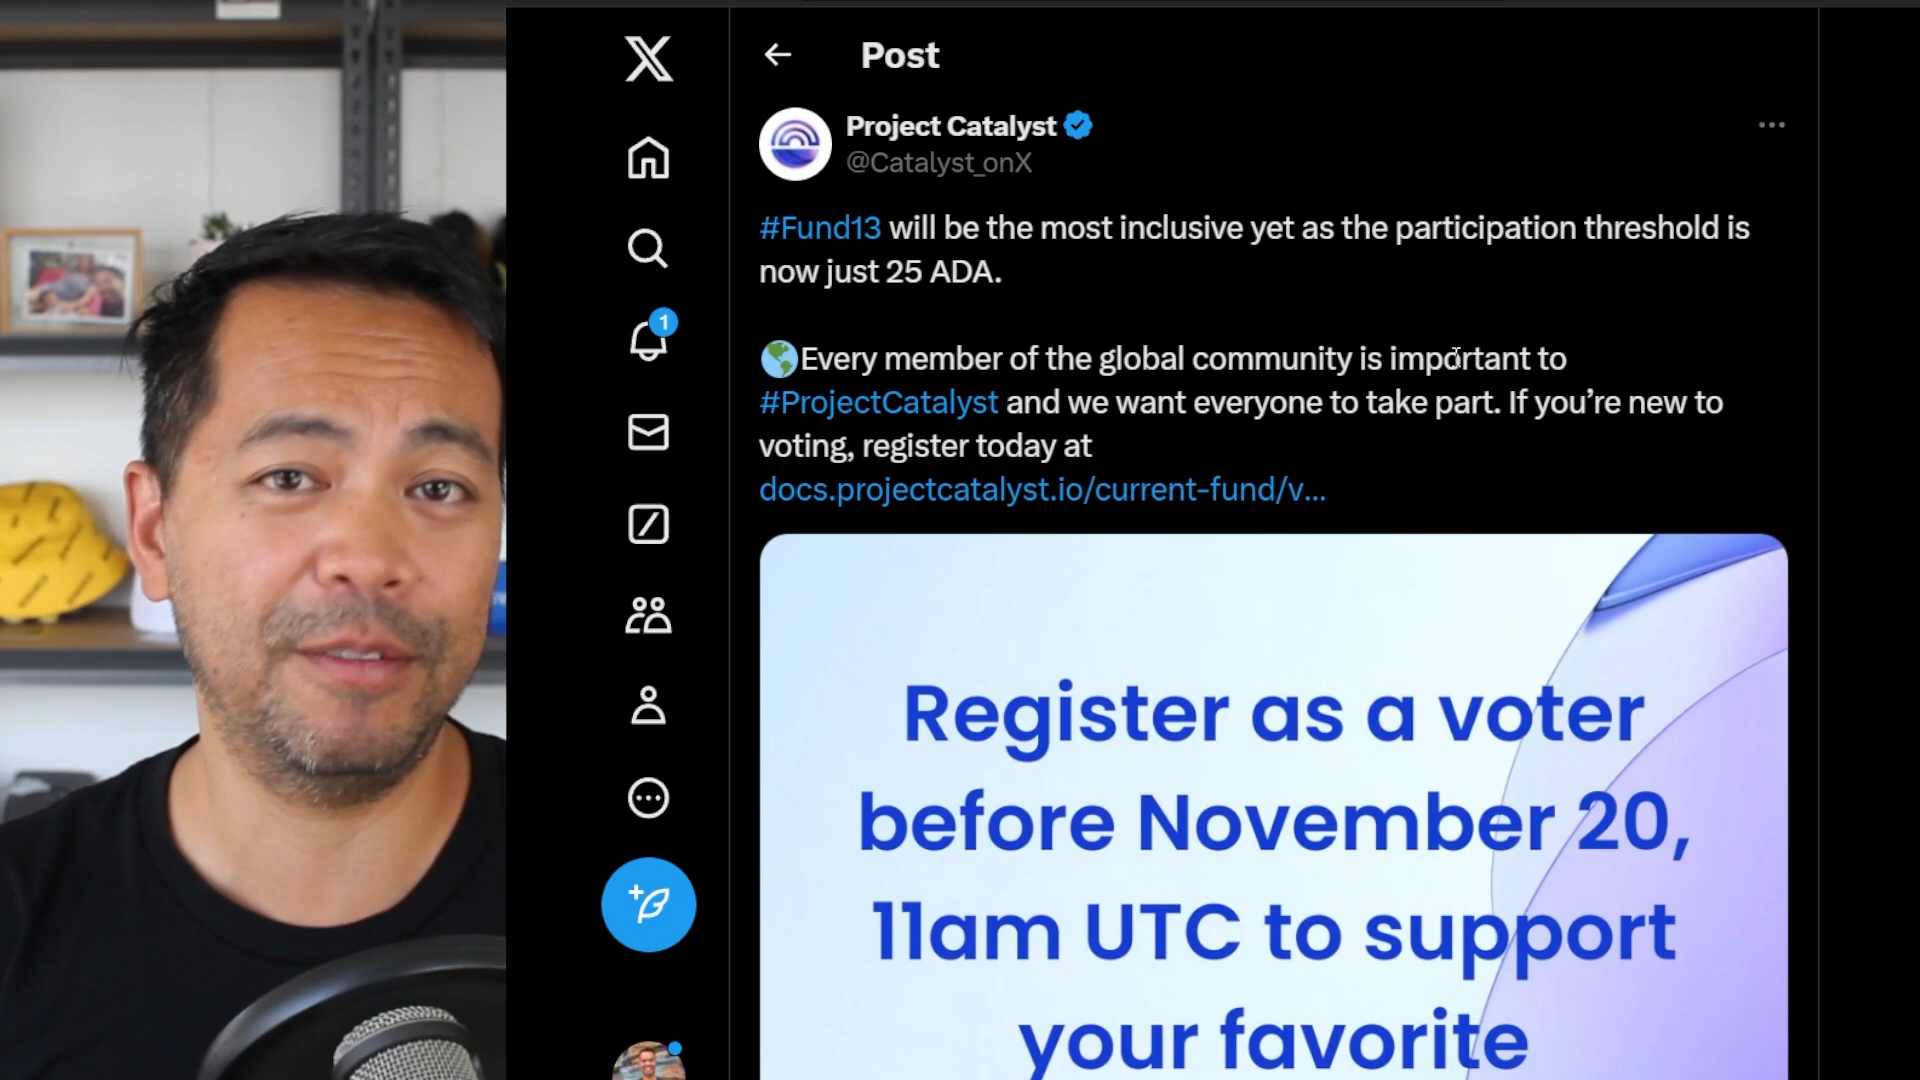 Post
Project Catalyst
@Catalyst_onX
#Fund13 will be the most inclusive yet as the participation threshold is
now just 25 ADA.
🌎Every member of the global community is important to
#ProjectCatalyst and we want everyone to take part. If you’re new to
voting, register today at
docs.projectcatalyst.io/current-fund/v...
1
Register as a voter
before November 20,
11am UTC to support
your favorite